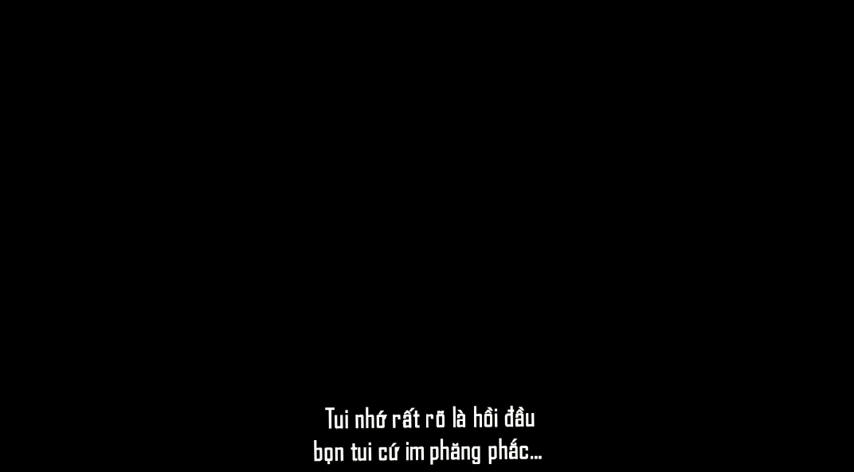 Tui nhớ rất rõ là hồi đầu
bọn tui cứ im phăng phắc...